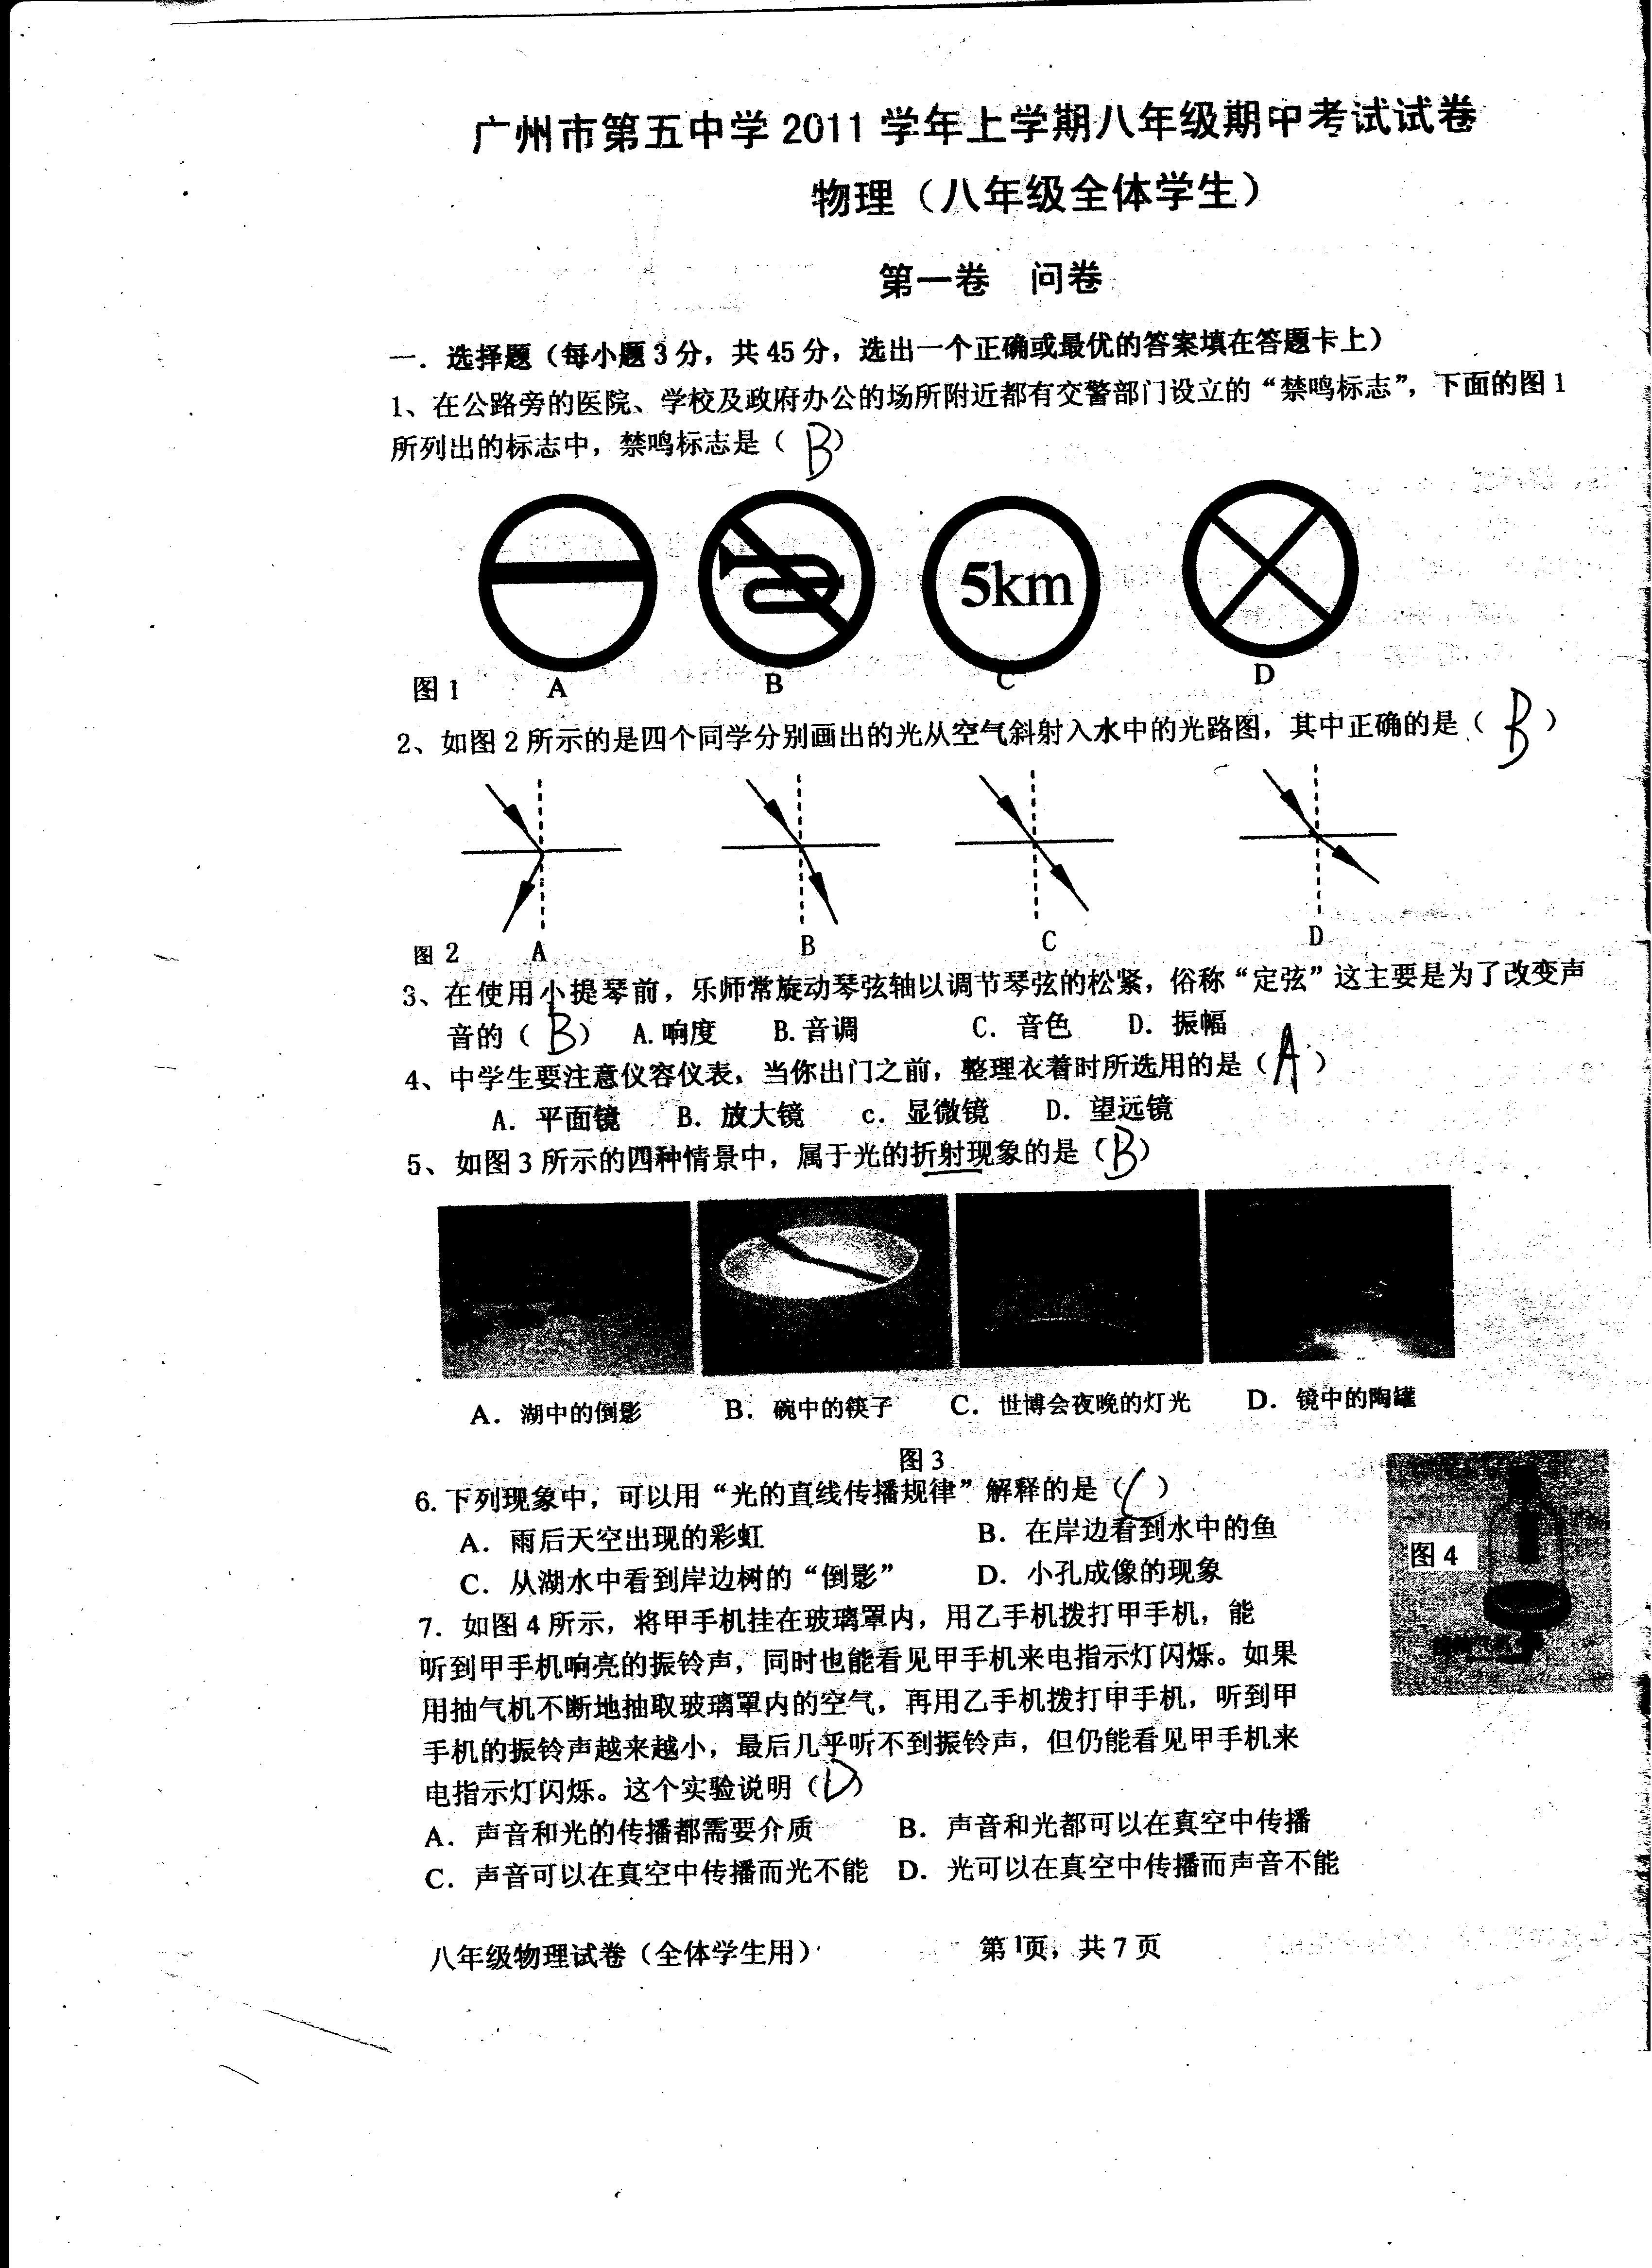 广州市第五中学 2011 学年上学期八年级期中考试试卷
物理（八年级全体学生）
第一卷 问卷
一．选择题（每小题 3 分，共 45 分，选出一个正确或最优的答案填在答题卡上）
1、在公路旁的医院、学校及政府办公的场所附近都有交警部门设立的“禁鸣标志”，下面的图 1
所列出的标志中，禁鸣标志是（ B ）
5km
图 1 A B C D
2、如图 2 所示的是四个同学分别画出的光从空气斜射入水中的光路图，其中正确的是（ B ）
图 2 A B C D
3、在使用小提琴前，乐师常旋动琴弦轴以调节琴弦的松紧，俗称“定弦”这主要是为了改变声
音的（ B ） A.响度 B.音调 C．音色 D．振幅
4、中学生要注意仪容仪表，当你出门之前，整理衣着时所选用的是（ A ）
A．平面镜 B．放大镜 c．显微镜 D．望远镜
5、如图 3 所示的四种情景中，属于光的折射现象的是（ B ）
A．湖中的倒影 B．碗中的筷子 C．世博会夜晚的灯光 D．镜中的陶罐
图 3
6.下列现象中，可以用“光的直线传播规律”解释的是（ C ）
A．雨后天空出现的彩虹 B．在岸边看到水中的鱼
C．从湖水中看到岸边树的“倒影” D．小孔成像的现象
图 4
7．如图 4 所示，将甲手机挂在玻璃罩内，用乙手机拨打甲手机，能
听到甲手机响亮的振铃声，同时也能看见甲手机来电指示灯闪烁。如果
用抽气机不断地抽取玻璃罩内的空气，再用乙手机拨打甲手机，听到甲
手机的振铃声越来越小，最后几乎听不到振铃声，但仍能看见甲手机来
电指示灯闪烁。这个实验说明（ D ）
A．声音和光的传播都需要介质 B．声音和光都可以在真空中传播
C．声音可以在真空中传播而光不能 D．光可以在真空中传播而声音不能
八年级物理试卷（全体学生用） 第 1页，共 7 页